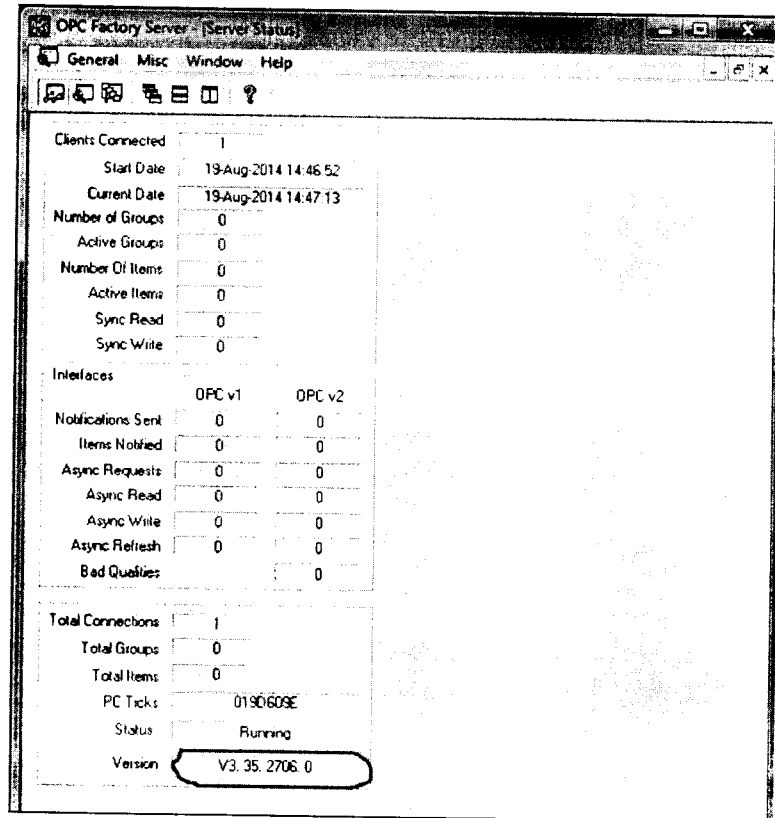 OPC Factory Server - [Server Status]
General Misc Window Help
Clients Connected 1
Start Date 19-Aug-2014 14:46:52
Current Date 19-Aug-2014 14:47:13
Number of Groups 0
Active Groups 0
Number Of Items 0
Active Items 0
Sync Read 0
Sync Write 0
Interfaces
OPC v1 OPC v2
Notifications Sent 0 0
Items Notified 0 0
Async Requests 0 0
Async Read 0 0
Async Write 0 0
Async Refresh 0 0
Bad Qualities 0
Total Connections 1
Total Groups 0
Total Items 0
PC Ticks 019D609E
Status Running
Version V3. 35. 2706. 0